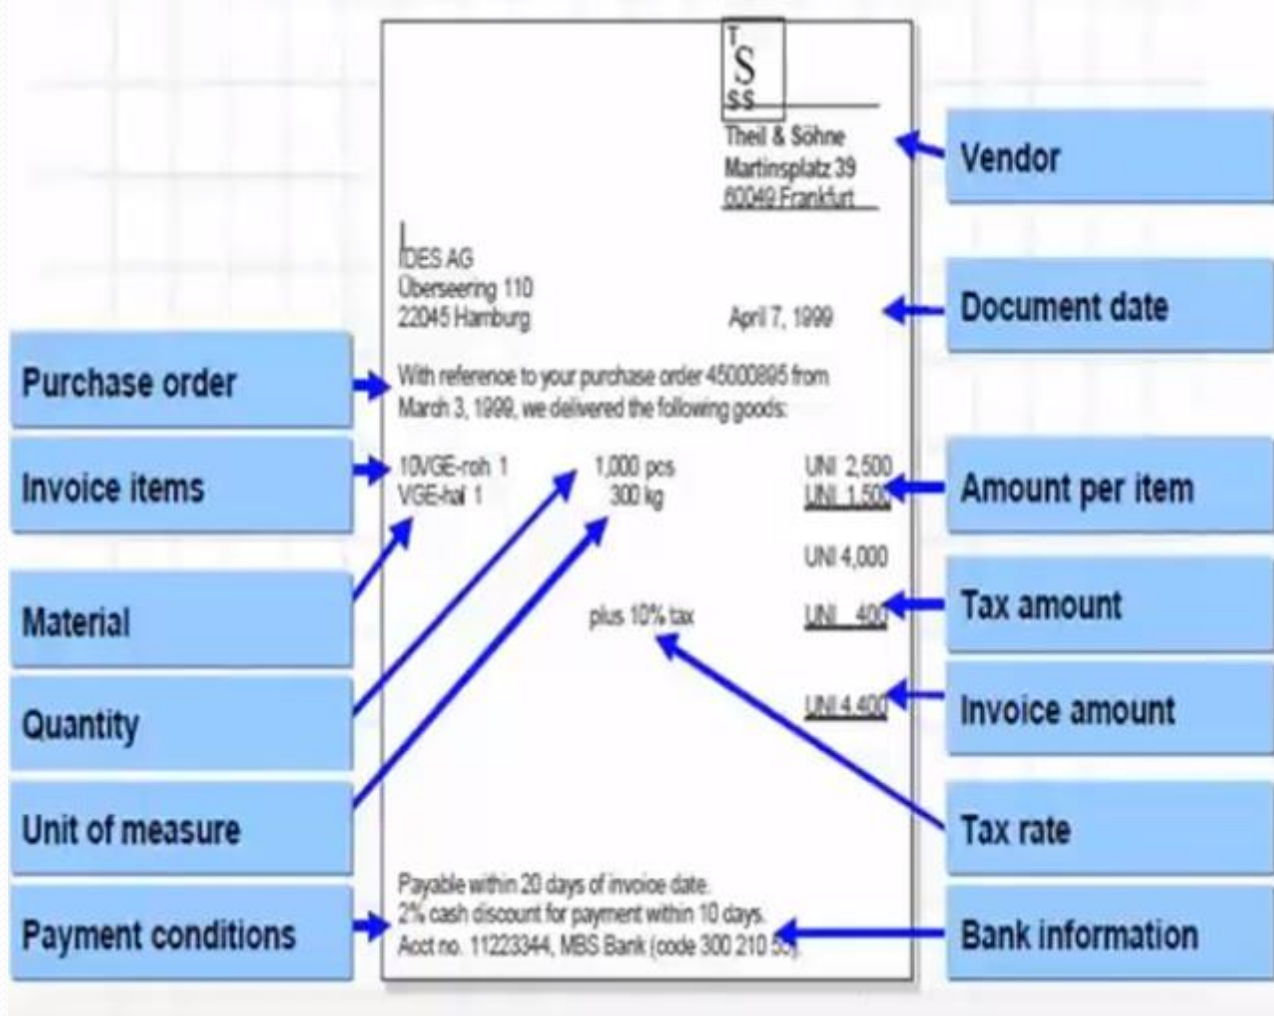 T
S
SS
Theil & Söhne
Martinsplatz 39
60049 Frankfurt
IDES AG
Überseering 110
22045 Hamburg
April 7, 1999
With reference to your purchase order 45000895 from
March 3, 1999, we delivered the following goods:
10VGE-roh 1 1,000 pcs UNI 2,500
VGE-hal 1 300 kg UNI 1,500
UNI 4,000
plus 10% tax UNI 400
UNI 4.400
Payable within 20 days of invoice date.
2% cash discount for payment within 10 days.
Acct no. 11223344, MBS Bank (code 300 210
Purchase order
Invoice items
Material
Quantity
Unit of measure
Payment conditions
Vendor
Document date
Amount per item
Tax amount
Invoice amount
Tax rate
Bank information